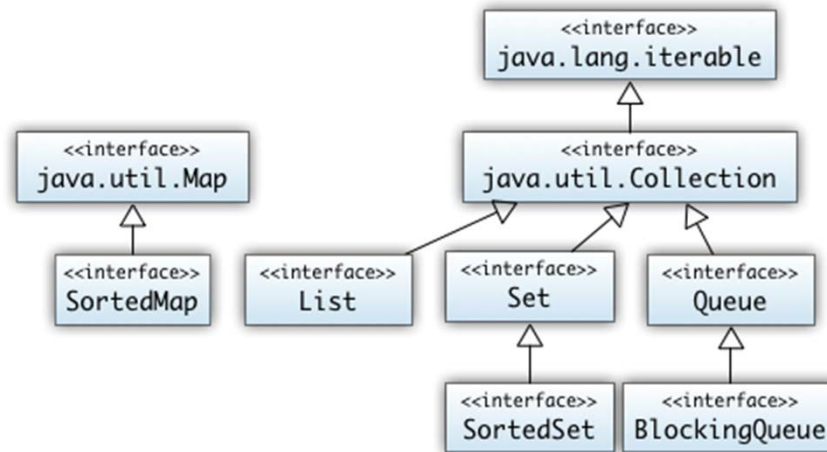 <<interface>>
java.lang.iterable
<<interface>>
java.util.Map
<<interface>>
java.util.Collection
<<interface>>
SortedMap
<<interface>>
List
<<interface>>
Set
<<interface>>
Queue
<<interface>>
SortedSet
<<interface>>
BlockingQueue